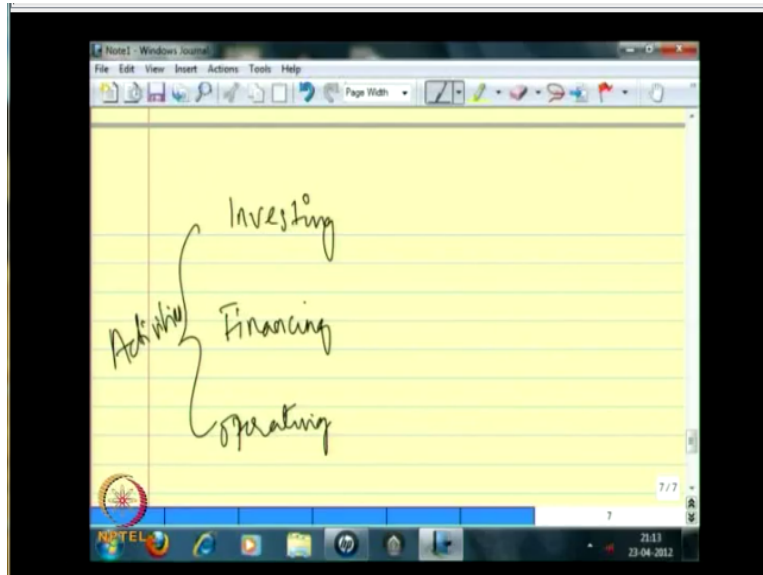 Note1 - Windows Journal
File Edit View Insert Actions Tools Help
Page Width
Investing
Activities
Financing
operating
7/7
7
NPTEL
hp
21:13
23-04-2012